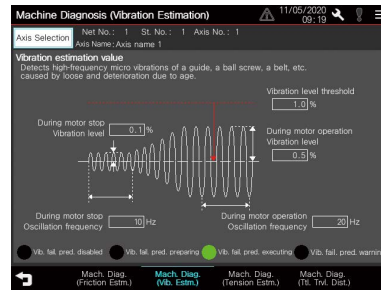 Machine Diagnosis (Vibration Estimation)
11/05/2020
09:19
Axis Selection
Net No.: 1 St. No.: 1 Axis No.: 1
Axis Name: Axis name 1
Vibration estimation value
Detects high-frequency micro vibrations of a guide, a ball screw, a belt, etc.
caused by loose and deterioration due to age.
Vibration level threshold
1.0 %
During motor stop
Vibration level 0.1 %
During motor operation
Vibration level
0.5 %
During motor stop
Oscillation frequency 10 Hz
During motor operation
Oscillation frequency 20 Hz
Vib. fail. pred. disabled
Vib. fail. pred. preparing
Vib. fail. pred. executing
Vib. fail. pred. warnin
Mach. Diag.
(Friction Estm.)
Mach. Diag.
(Vib. Estm.)
Mach. Diag.
(Tension Estm.)
Mach. Diag.
(Ttl. Trvl. Dist.)